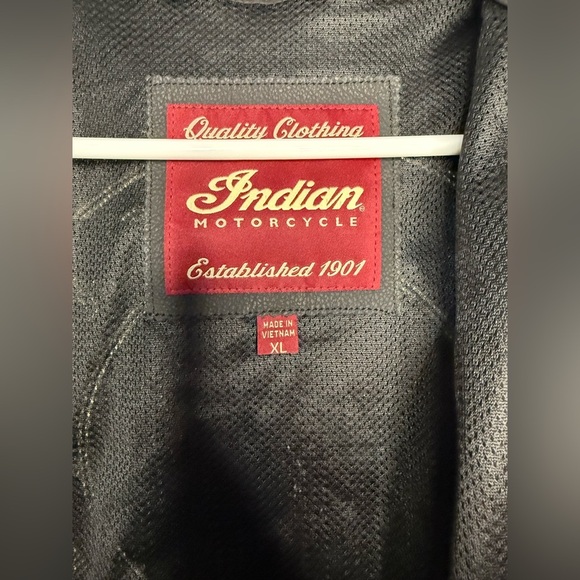 Quality Clothing
Indian®
MOTORCYCLE
Established 1901
MADE IN
VIETNAM
XL